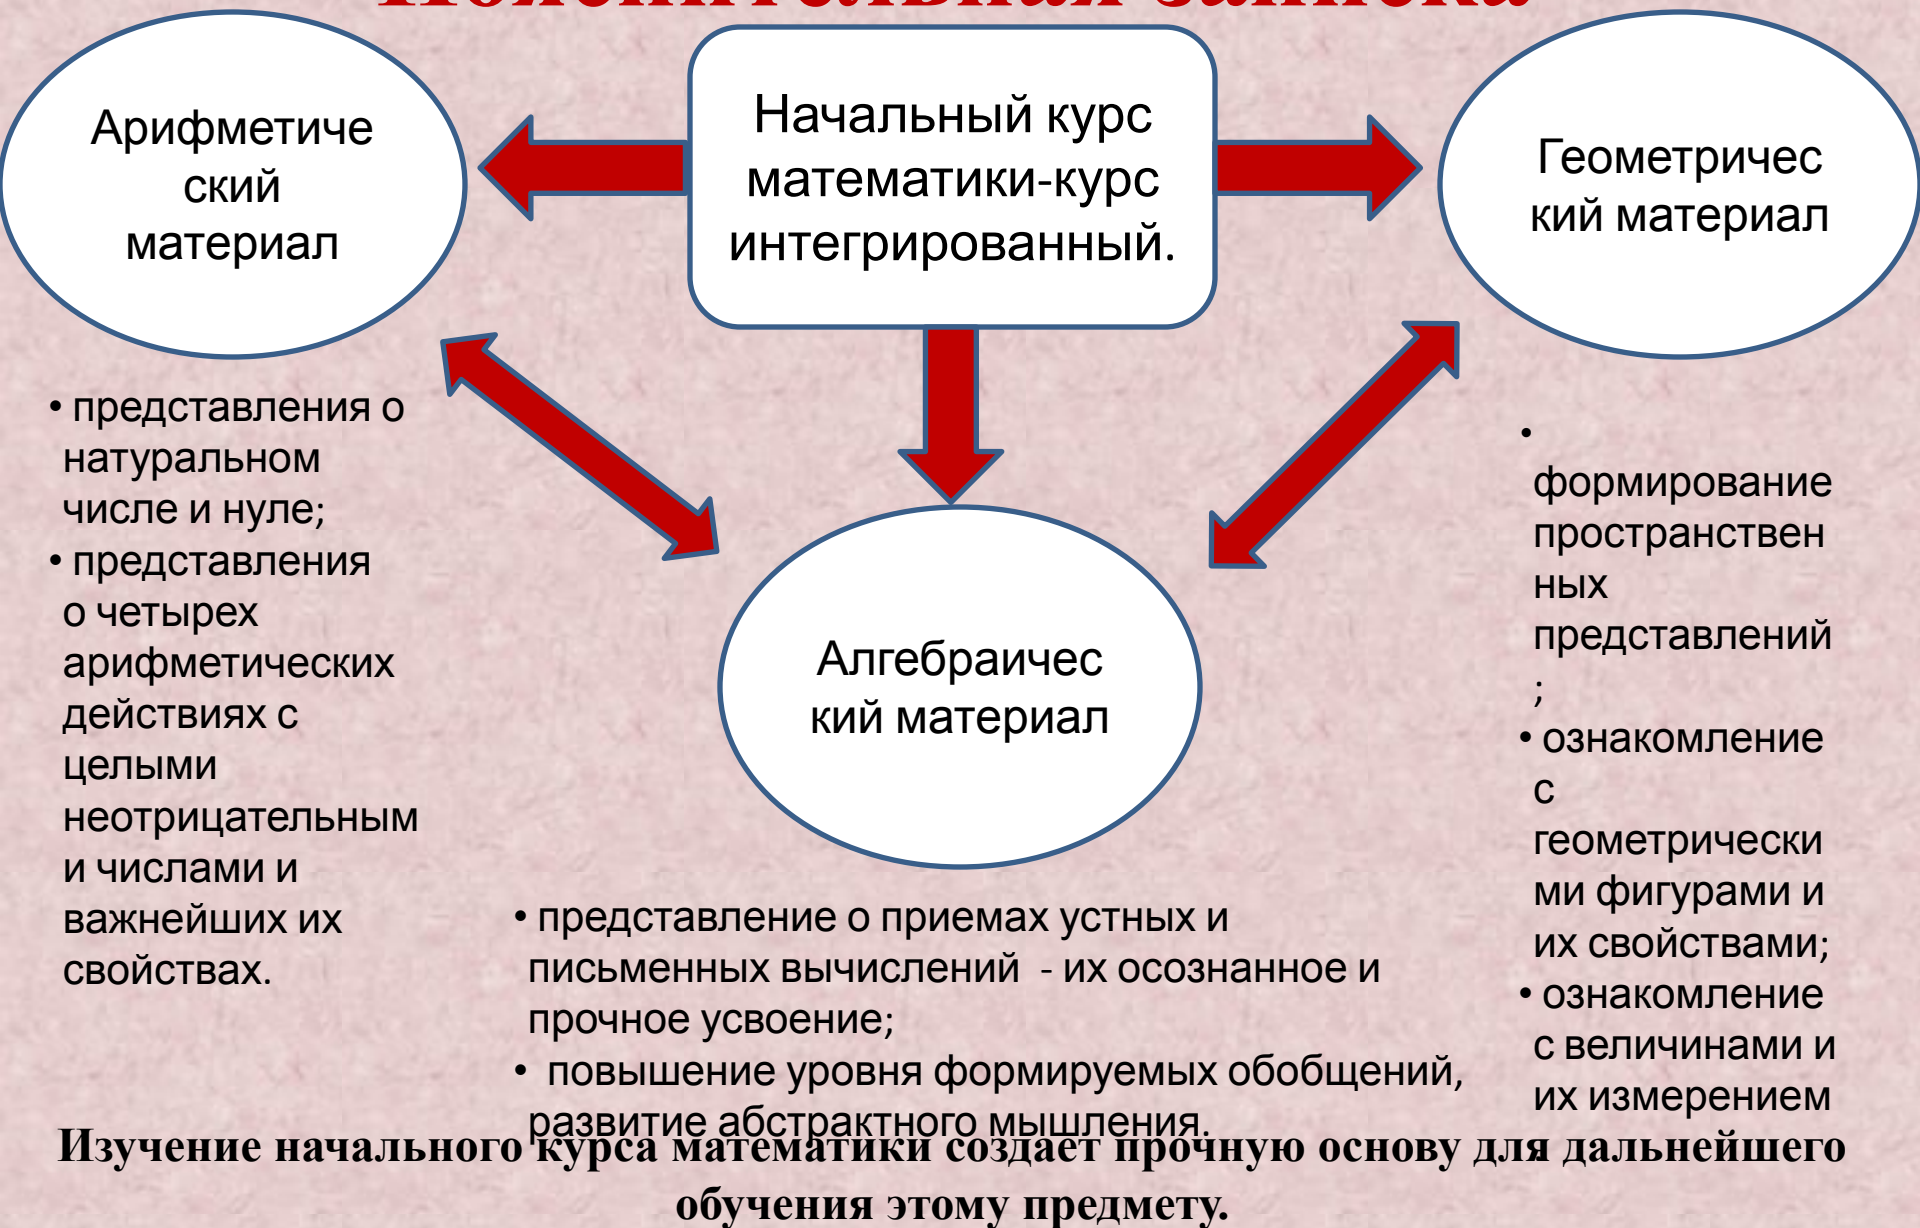 Пояснительная записка
Арифметиче
ский
материал
Начальный курс
математики-курс
интегрированный.
Геометричес
кий материал
• представления о
натуральном
числе и нуле;
• представления
о четырех
арифметических
действиях с
целыми
неотрицательным
и числами и
важнейших их
свойствах.
Алгебраичес
кий материал
• представление о приемах устных и
письменных вычислений - их осознанное и
прочное усвоение;
• повышение уровня формируемых обобщений,
развитие абстрактного мышления.
•
формирование
пространствен
ных
представлений
;
• ознакомление
с
геометрически
ми фигурами и
их свойствами;
• ознакомление
с величинами и
их измерением
Изучение начального курса математики создает прочную основу для дальнейшего
обучения этому предмету.